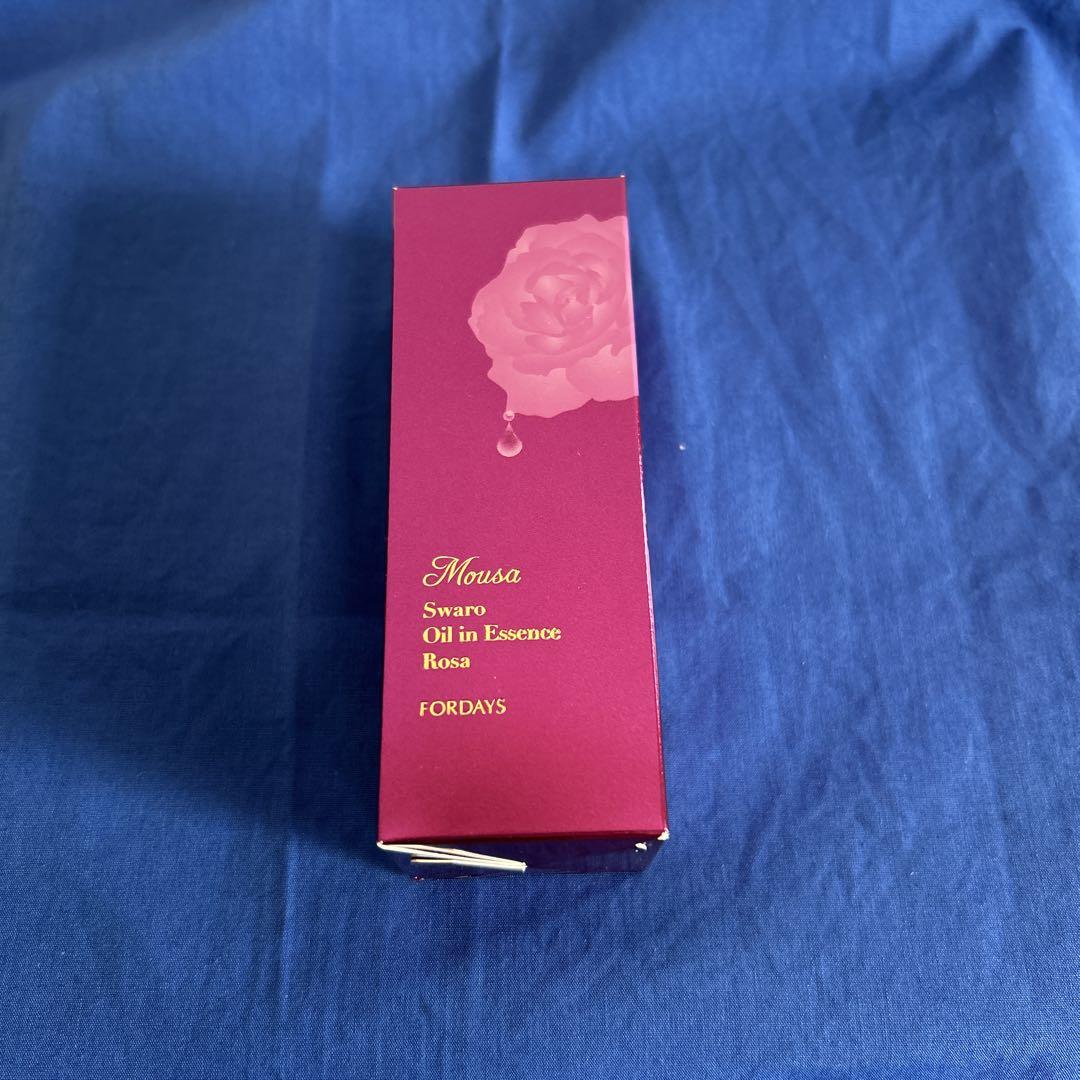 Mousa
Swaro
Oil in Essence
Rosa
FORDAYS